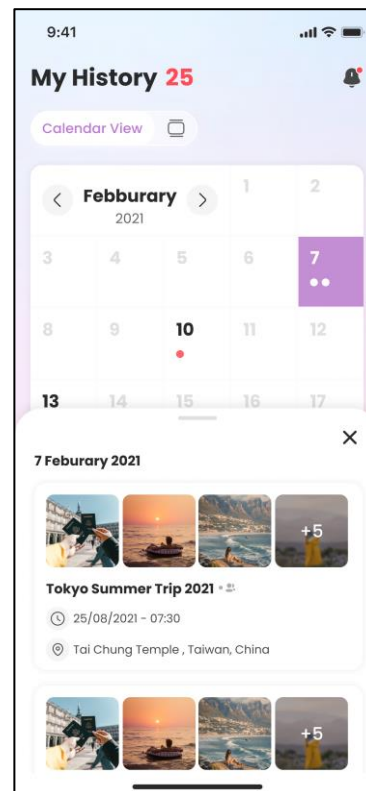 9:41
My History 25
Calendar View
Febburary
2021
1 2
3 4 5 6 7
8 9 10 11 12
13 14 15 16 17
7 Feburary 2021
+5
Tokyo Summer Trip 2021
25/08/2021 - 07:30
Tai Chung Temple , Taiwan, China
+5